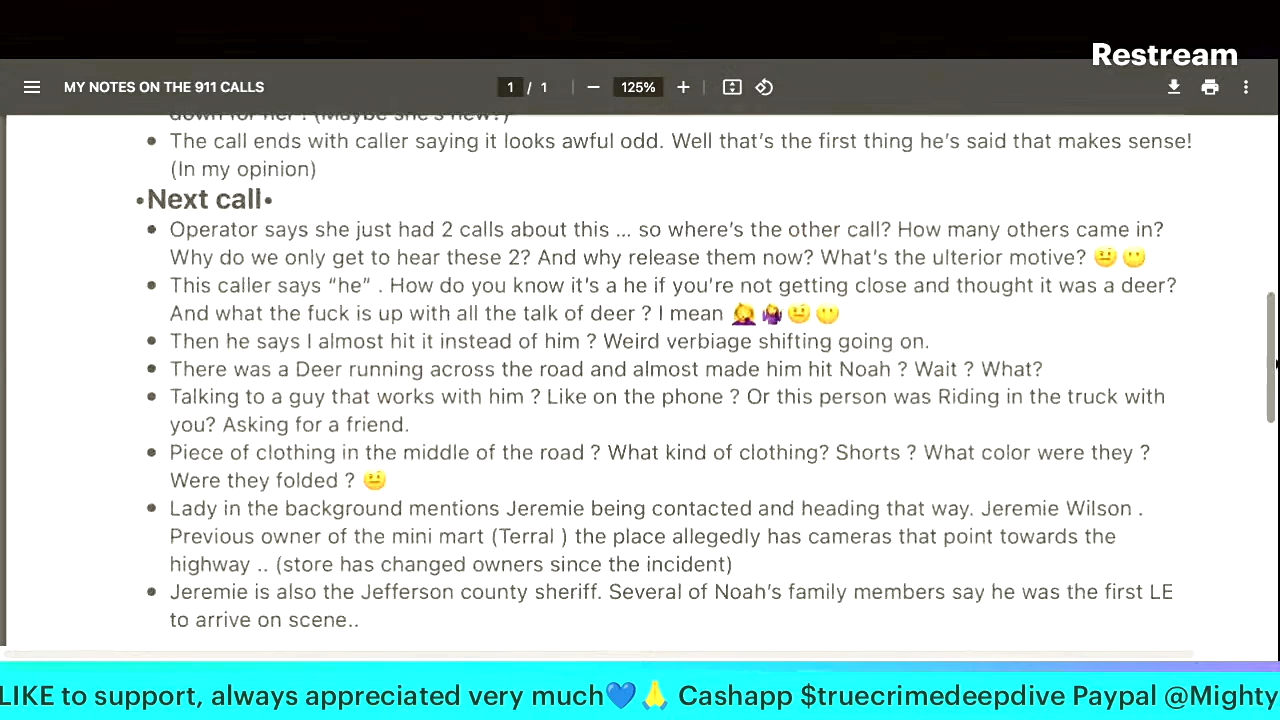 Restream
MY NOTES ON THE 911 CALLS
1 / 1
125%
down for her ? (Maybe she's new?)
• The call ends with caller saying it looks awful odd. Well that's the first thing he's said that makes sense!
(In my opinion)
•Next call•
• Operator says she just had 2 calls about this ... so where's the other call? How many others came in?
Why do we only get to hear these 2? And why release them now? What's the ulterior motive? 🤨 😶
• This caller says “he” . How do you know it's a he if you're not getting close and thought it was a deer?
And what the fuck is up with all the talk of deer ? I mean 🤦‍♀️ 🤷‍♀️ 🤨 😶
• Then he says I almost hit it instead of him ? Weird verbiage shifting going on.
• There was a Deer running across the road and almost made him hit Noah ? Wait ? What?
• Talking to a guy that works with him ? Like on the phone ? Or this person was Riding in the truck with
you? Asking for a friend.
• Piece of clothing in the middle of the road ? What kind of clothing? Shorts ? What color were they ?
Were they folded ? 🤨
• Lady in the background mentions Jeremie being contacted and heading that way. Jeremie Wilson .
Previous owner of the mini mart (Terral ) the place allegedly has cameras that point towards the
highway .. (store has changed owners since the incident)
• Jeremie is also the Jefferson county sheriff. Several of Noah's family members say he was the first LE
to arrive on scene..
LIKE to support, always appreciated very much💙🙏 Cashapp $truecrimedeepdive Paypal @Mighty